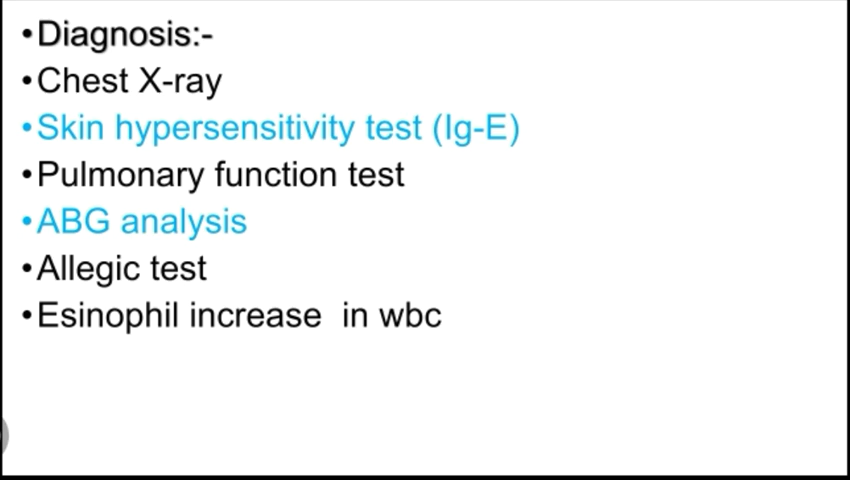 •Diagnosis:-
•Chest X-ray
•Skin hypersensitivity test (Ig-E)
•Pulmonary function test
•ABG analysis
•Allegic test
•Esinophil increase  in wbc